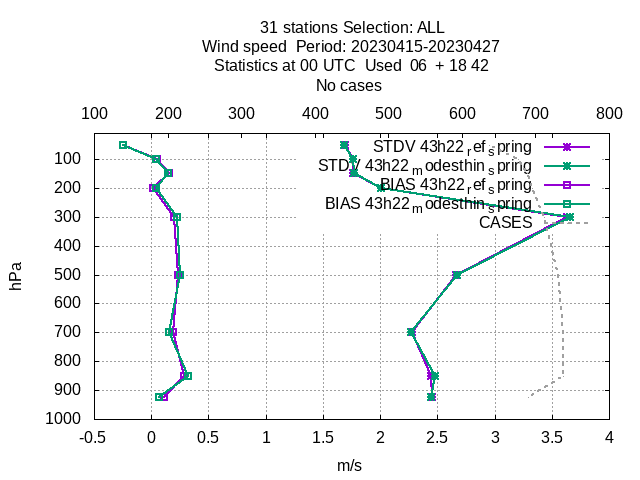 31 stations Selection: ALL
Wind speed  Period: 20230415-20230427
Statistics at 00 UTC  Used  06  + 18 42
No cases
100 200 300 400 500 600 700 800
STDV 43h22_ref_spring
STDV 43h22_modesthin_spring
BIAS 43h22_ref_spring
BIAS 43h22_modesthin_spring
CASES
100
200
300
400
500
600
700
800
900
1000
hPa
-0.5 0 0.5 1 1.5 2 2.5 3 3.5 4
m/s